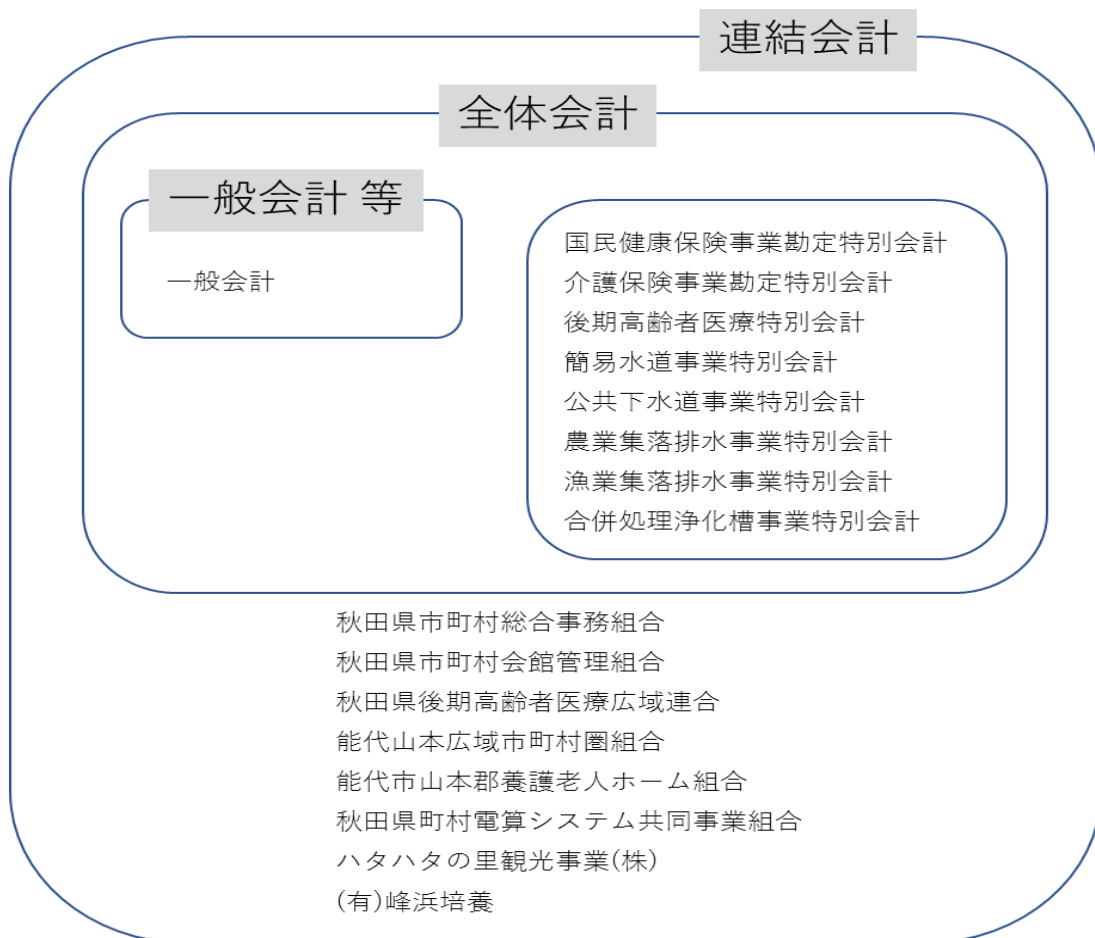 連結会計
全体会計
一般会計 等
一般会計
国民健康保険事業勘定特別会計
介護保険事業勘定特別会計
後期高齢者医療特別会計
簡易水道事業特別会計
公共下水道事業特別会計
農業集落排水事業特別会計
漁業集落排水事業特別会計
合併処理浄化槽事業特別会計
秋田県市町村総合事務組合
秋田県市町村会館管理組合
秋田県後期高齢者医療広域連合
能代山本広域市町村圏組合
能代市山本郡養護老人ホーム組合
秋田県町村電算システム共同事業組合
ハタハタの里観光事業(株)
(有)峰浜培養